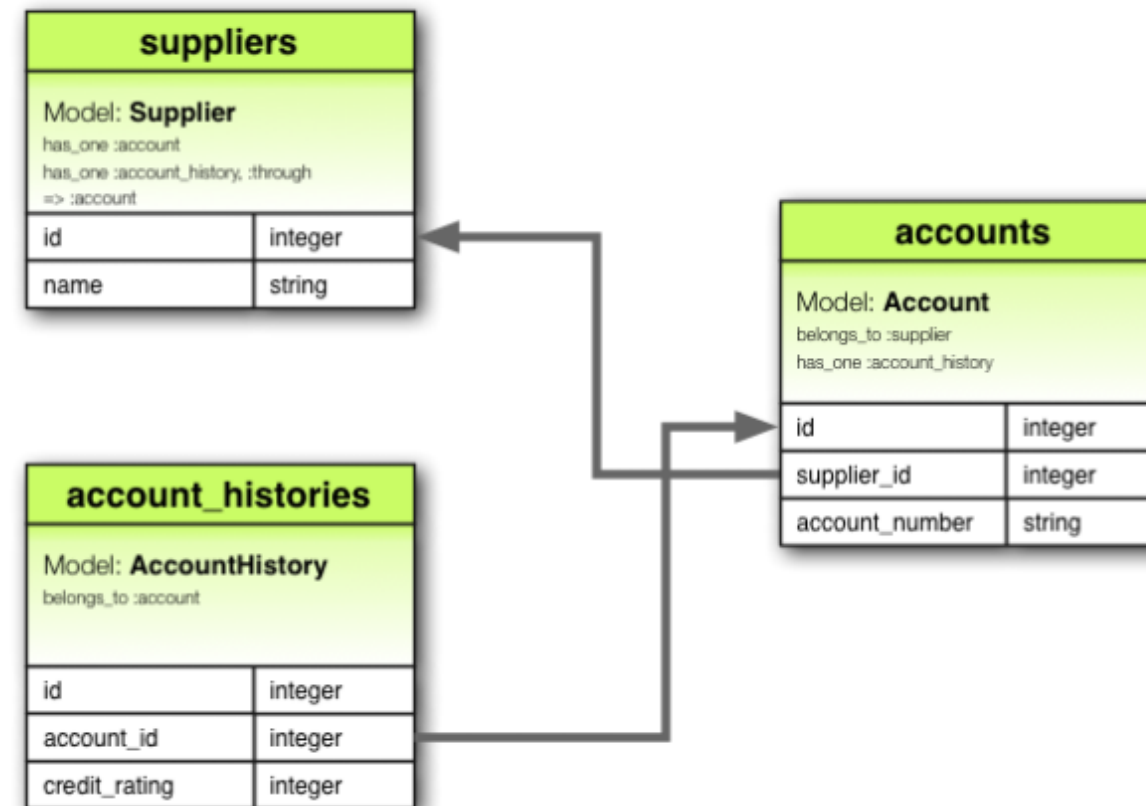 suppliers
Model: Supplier
has_one :account
has_one :account_history, :through
=> :account
id integer
name string
accounts
Model: Account
belongs_to :supplier
has_one :account_history
id integer
supplier_id integer
account_number string
account_histories
Model: AccountHistory
belongs_to :account
id integer
account_id integer
credit_rating integer